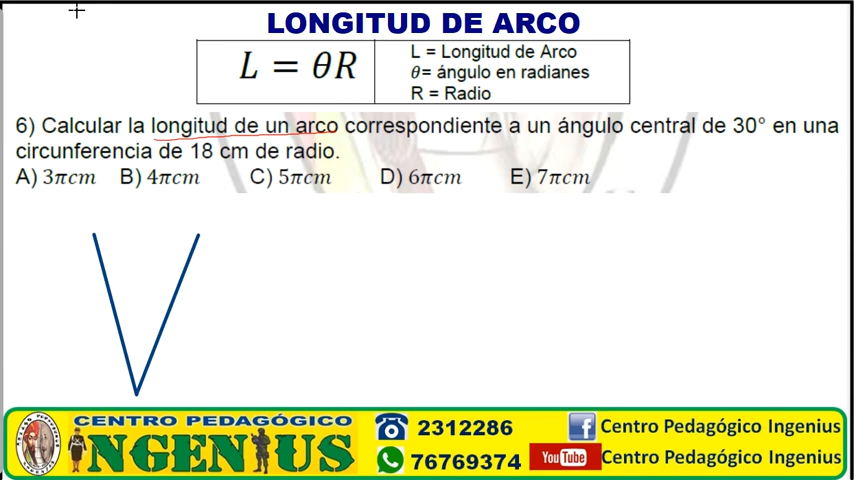 LONGITUD DE ARCO
L = θR
L = Longitud de Arco
θ= ángulo en radianes
R = Radio
6) Calcular la longitud de un arco correspondiente a un ángulo central de 30° en una
circunferencia de 18 cm de radio.
A) 3πcm B) 4πcm C) 5πcm D) 6πcm E) 7πcm
CENTRO PEDAGÓGICO
INGENIUS
2312286
76769374
Centro Pedagógico Ingenius
YouTube Centro Pedagógico Ingenius